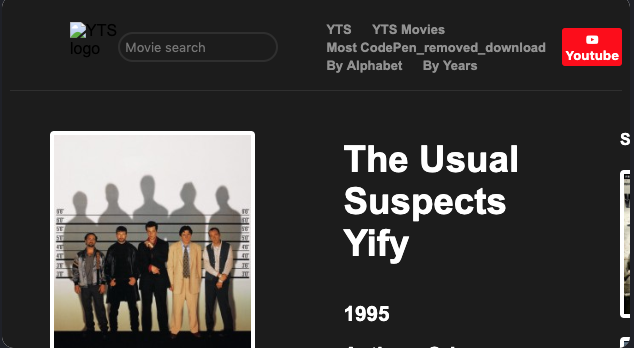 YTS
logo
Movie search
YTS YTS Movies
Most CodePen_removed_download
By Alphabet By Years
Youtube
S
The Usual
Suspects
Yify
1995